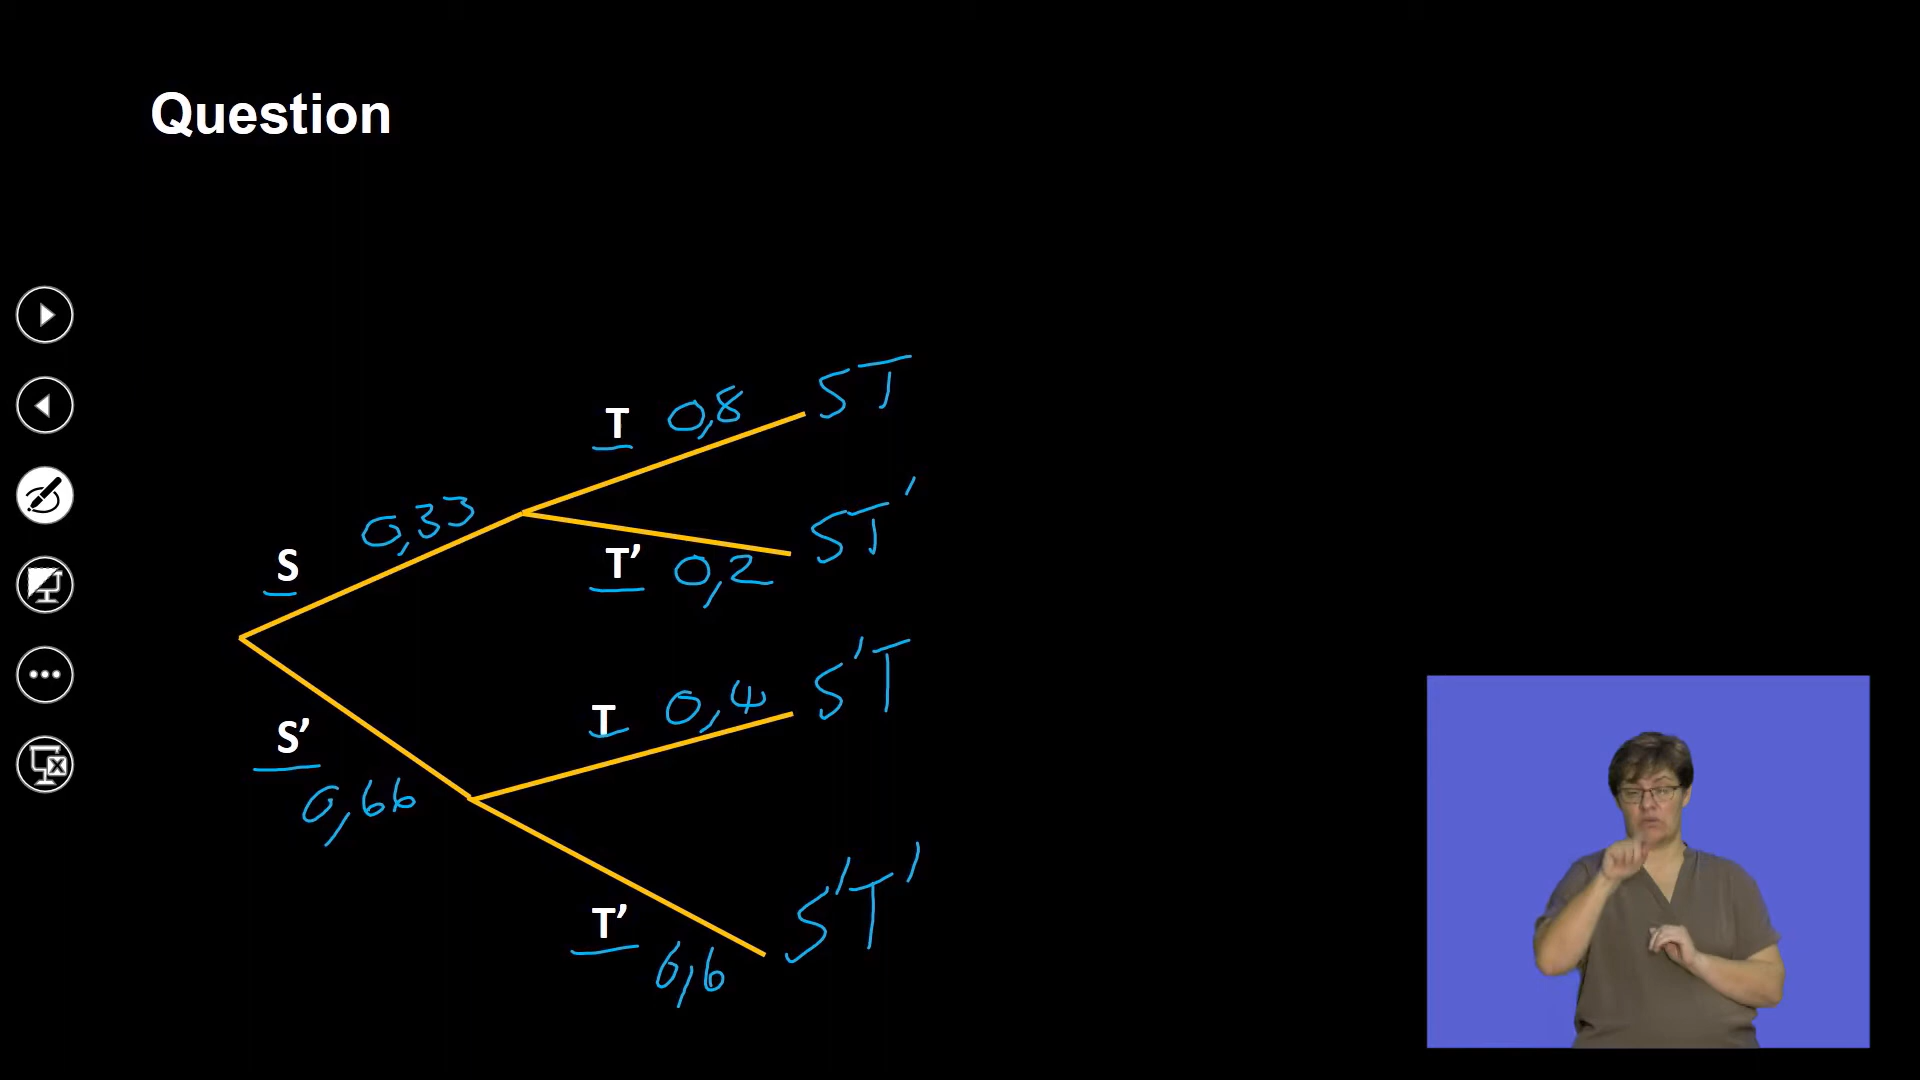 Question
T 0,8 ST
S 0,33
T' 0,2 ST'
S' 0,66
T 0,4 S'T
T' 0,6 S'T'